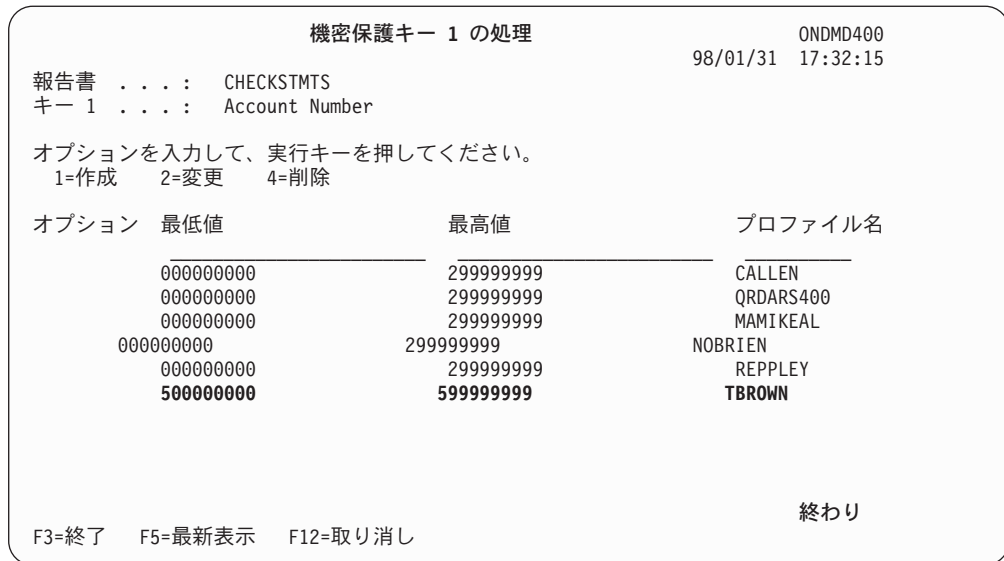 機密保護キー 1 の処理 ONDMD400
98/01/31 17:32:15
報告書 . . . : CHECKSTMTS
キー 1 . . . : Account Number
オプションを入力して、実行キーを押してください。
1=作成 2=変更 4=削除
オプション 最低値 最高値 プロファイル名
000000000 299999999 CALLEN
000000000 299999999 QRDARS400
000000000 299999999 MAMIKEAL
000000000 299999999 NOBRIEN
000000000 299999999 REPPLEY
500000000 599999999 TBROWN
終わり
F3=終了 F5=最新表示 F12=取り消し